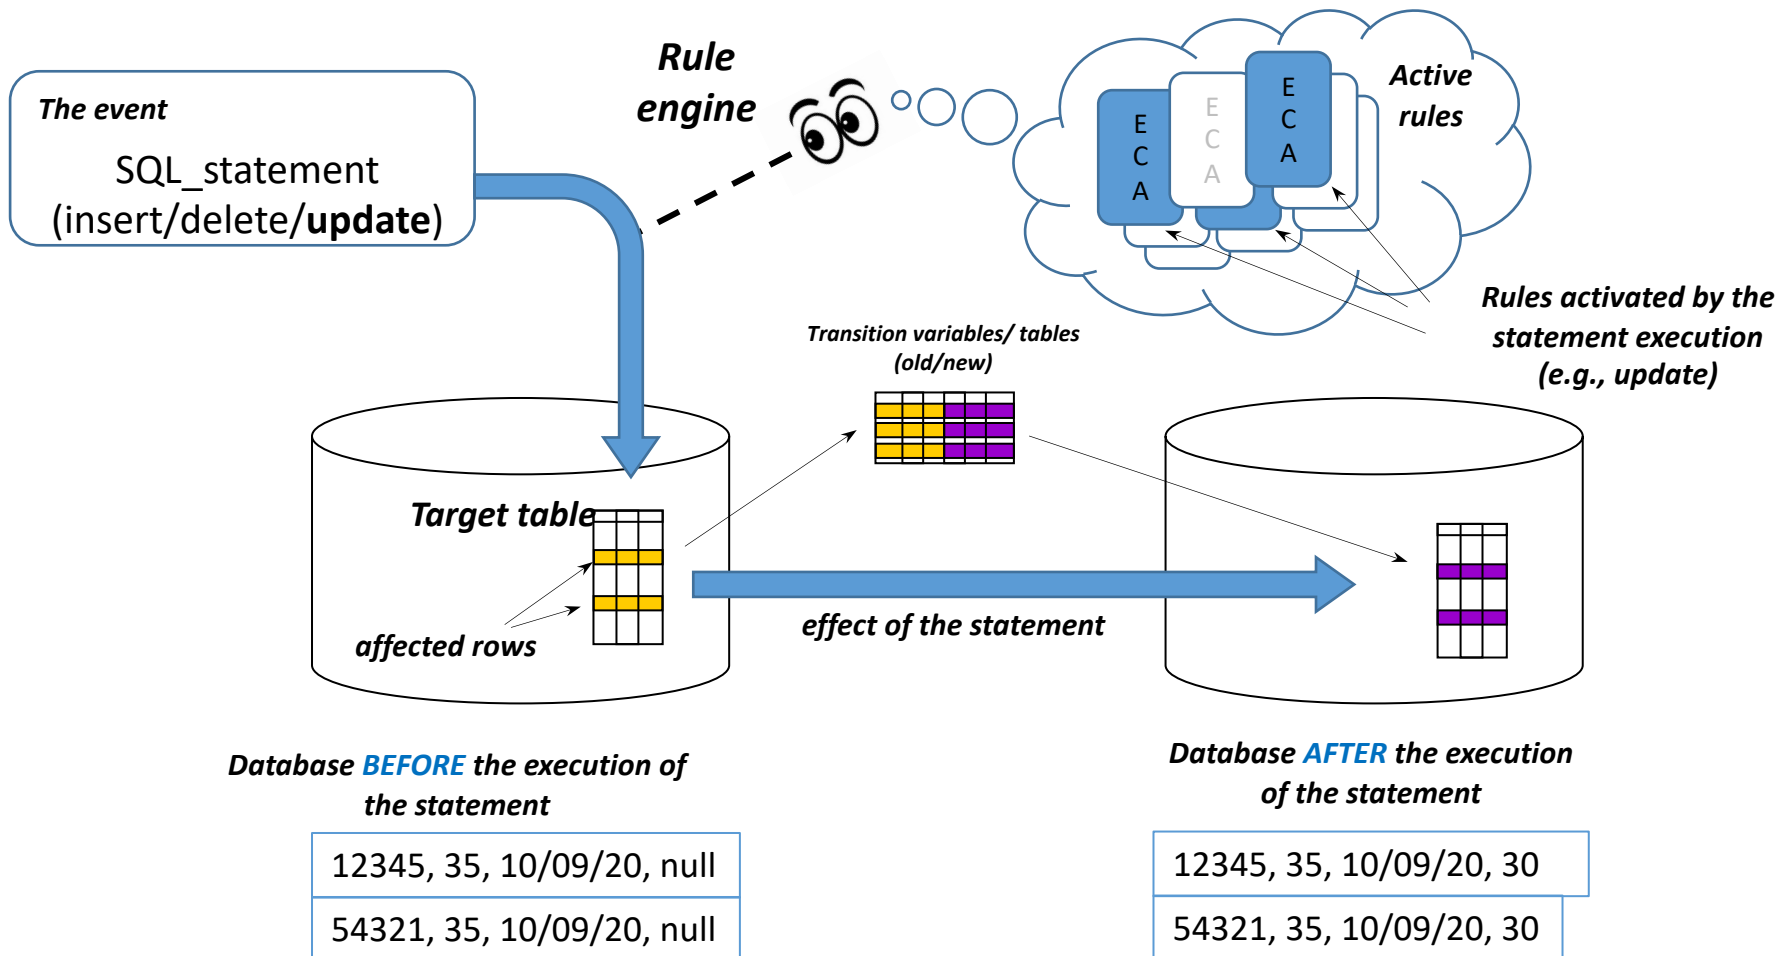 The event
SQL_statement
(insert/delete/update)
Rule
engine
E
C
A
E
C
A
E
C
A
Active
rules
Rules activated by the
statement execution
(e.g., update)
Transition variables/ tables
(old/new)
Target table
affected rows
effect of the statement
Database BEFORE the execution of
the statement
12345, 35, 10/09/20, null
54321, 35, 10/09/20, null
Database AFTER the execution
of the statement
12345, 35, 10/09/20, 30
54321, 35, 10/09/20, 30